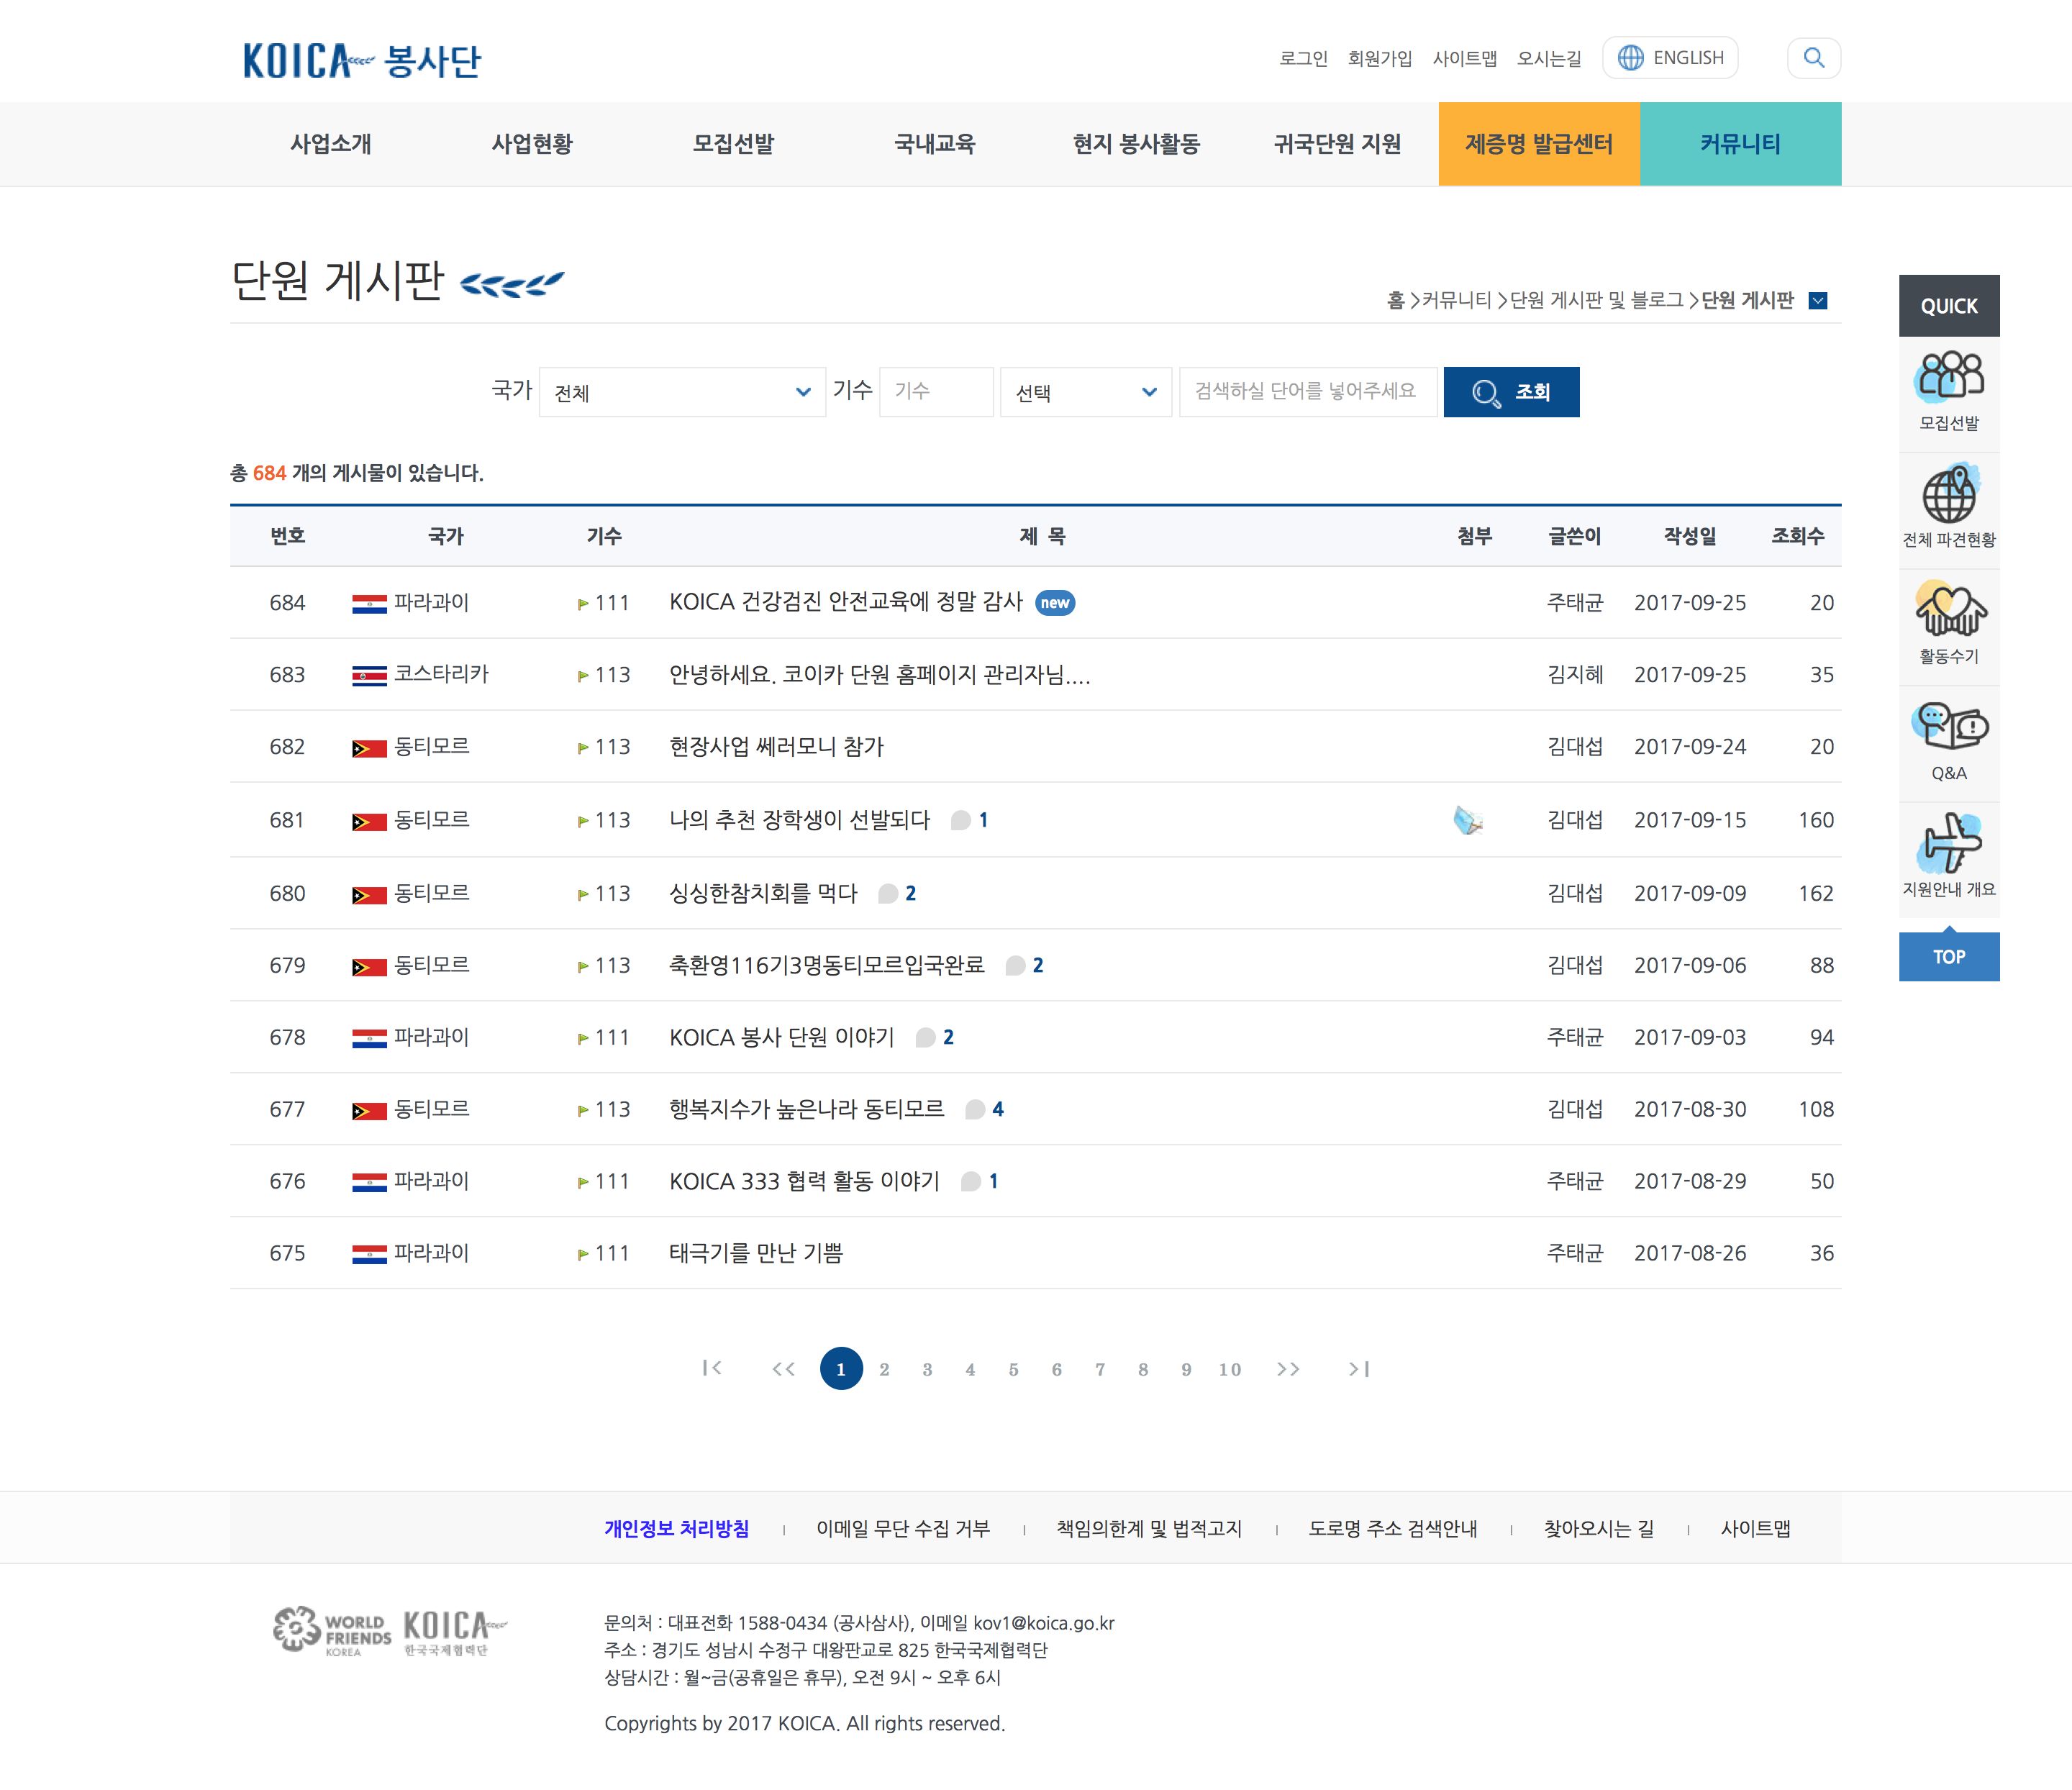 KOICA 봉사단
로그인 회원가입 사이트맵 오시는길 ENGLISH
사업소개 사업현황 모집선발 국내교육 현지 봉사활동 귀국단원 지원 제증명 발급센터 커뮤니티
단원 게시판
홈 >커뮤니티 >단원 게시판 및 블로그 >단원 게시판
국가 전체 기수 기수 선택 검색하실 단어를 넣어주세요 조회
총 684 개의 게시물이 있습니다.
번호 국가 기수 제 목 첨부 글쓴이 작성일 조회수
684 파라과이 111 KOICA 건강검진 안전교육에 정말 감사 new 주태균 2017-09-25 20
683 코스타리카 113 안녕하세요. 코이카 단원 홈페이지 관리자님.... 김지혜 2017-09-25 35
682 동티모르 113 현장사업 쎄러모니 참가 김대섭 2017-09-24 20
681 동티모르 113 나의 추천 장학생이 선발되다 1 김대섭 2017-09-15 160
680 동티모르 113 싱싱한참치회를 먹다 2 김대섭 2017-09-09 162
679 동티모르 113 축환영116기3명동티모르입국완료 2 김대섭 2017-09-06 88
678 파라과이 111 KOICA 봉사 단원 이야기 2 주태균 2017-09-03 94
677 동티모르 113 행복지수가 높은나라 동티모르 4 김대섭 2017-08-30 108
676 파라과이 111 KOICA 333 협력 활동 이야기 1 주태균 2017-08-29 50
675 파라과이 111 태극기를 만난 기쁨 주태균 2017-08-26 36
|< << 1 2 3 4 5 6 7 8 9 10 >> >|
QUICK
모집선발
전체 파견현황
활동수기
Q&A
지원안내 개요
TOP
개인정보 처리방침 | 이메일 무단 수집 거부 | 책임의한계 및 법적고지 | 도로명 주소 검색안내 | 찾아오시는 길 | 사이트맵
WORLD FRIENDS KOREA
KOICA 한국국제협력단
문의처 : 대표전화 1588-0434 (공사삼사), 이메일 kov1@koica.go.kr
주소 : 경기도 성남시 수정구 대왕판교로 825 한국국제협력단
상담시간 : 월~금(공휴일은 휴무), 오전 9시 ~ 오후 6시
Copyrights by 2017 KOICA. All rights reserved.